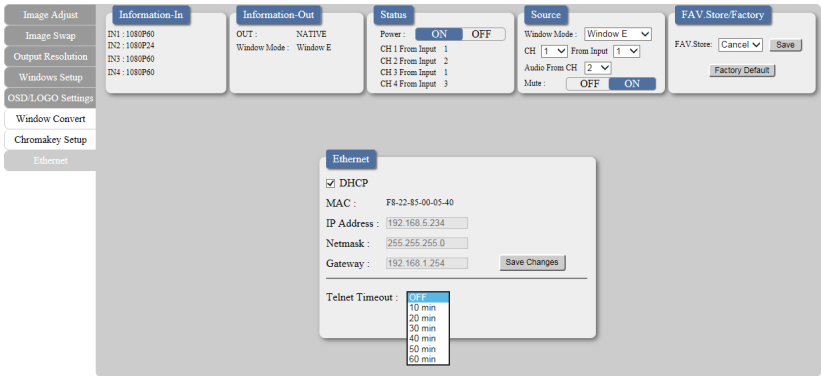 Image Adjust
Image Swap
Output Resolution
Windows Setup
OSD/LOGO Settings
Window Convert
Chromakey Setup
Ethernet
Information-In
IN1 : 1080P60
IN2 : 1080P24
IN3 : 1080P60
IN4 : 1080P60
Information-Out
OUT : NATIVE
Window Mode : Window E
Status
Power : ON OFF
CH 1 From Input 1
CH 2 From Input 2
CH 3 From Input 1
CH 4 From Input 3
Source
Window Mode : Window E
CH 1 From Input 1
Audio From CH 2
Mute : OFF ON
FAV.Store/Factory
FAV.Store: Cancel Save
Factory Default
Ethernet
DHCP
MAC : F8-22-85-00-05-40
IP Address : 192.168.5.234
Netmask : 255.255.255.0
Gateway : 192.168.1.254 Save Changes
Telnet Timeout : OFF
10 min
20 min
30 min
40 min
50 min
60 min